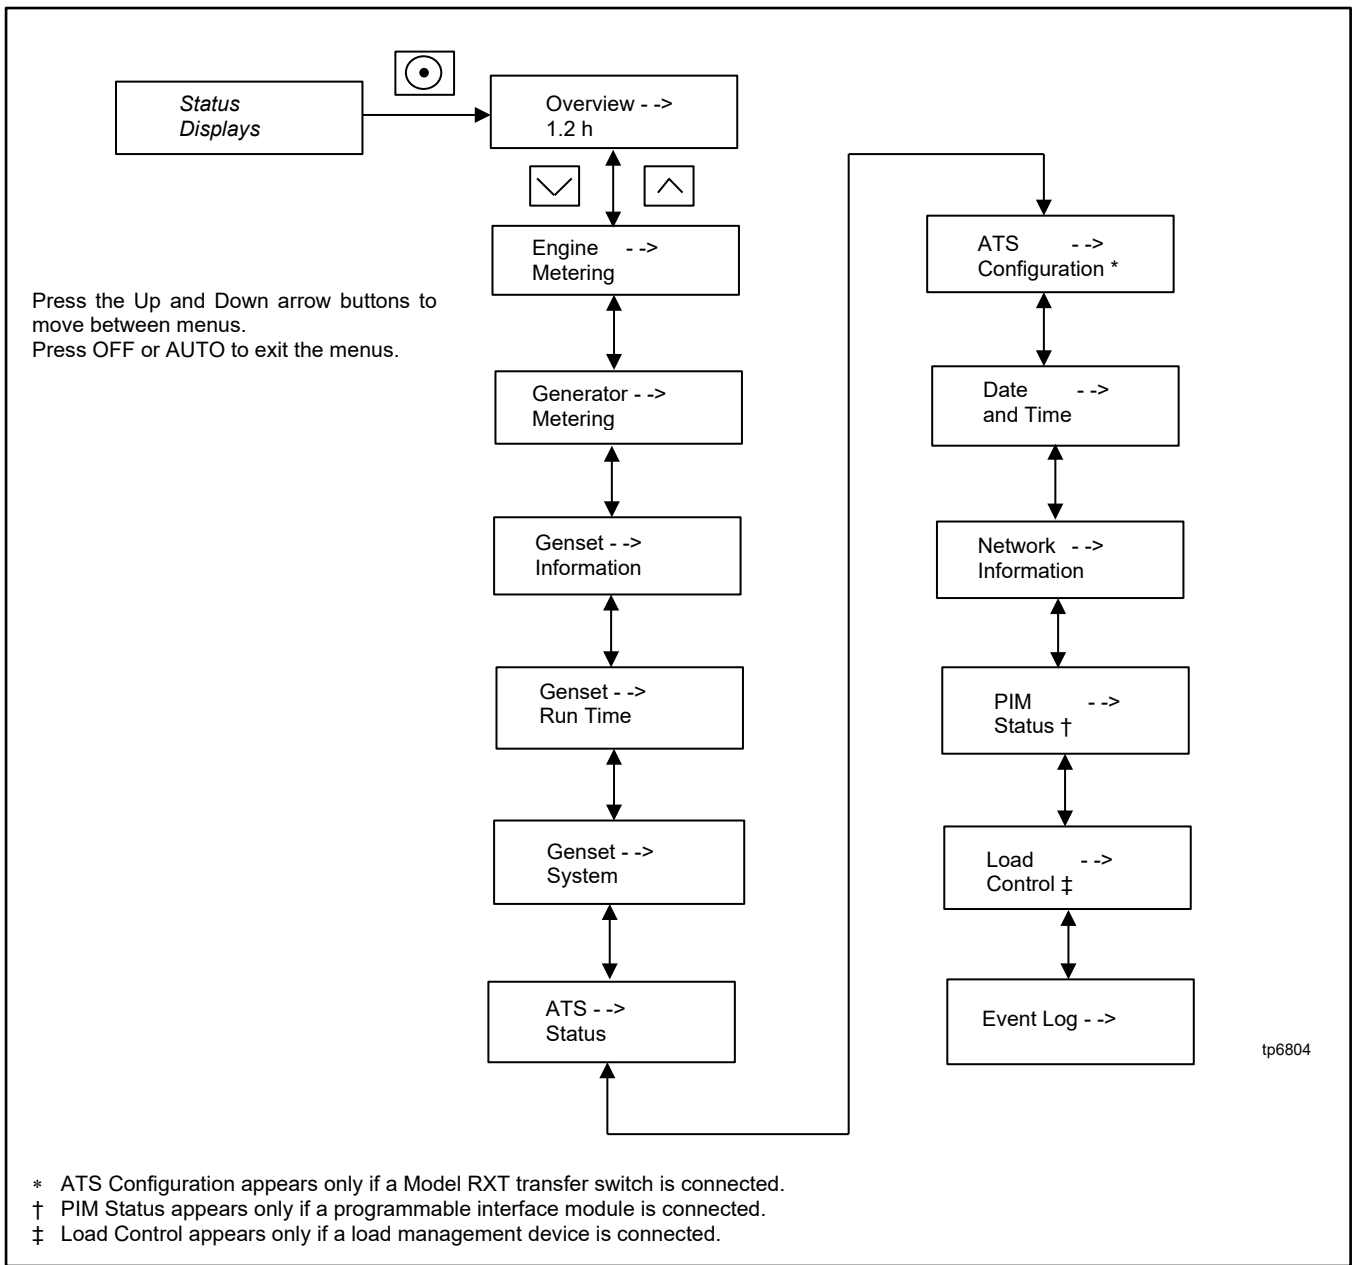 Status
Displays
Overview - ->
1.2 h
Engine - ->
Metering
Press the Up and Down arrow buttons to
move between menus.
Press OFF or AUTO to exit the menus.
Generator - ->
Metering
Genset - ->
Information
Genset - ->
Run Time
Genset - ->
System
ATS - ->
Status
ATS - ->
Configuration *
Date - ->
and Time
Network - ->
Information
PIM - ->
Status †
Load - ->
Control ‡
Event Log - ->
tp6804
* ATS Configuration appears only if a Model RXT transfer switch is connected.
† PIM Status appears only if a programmable interface module is connected.
‡ Load Control appears only if a load management device is connected.